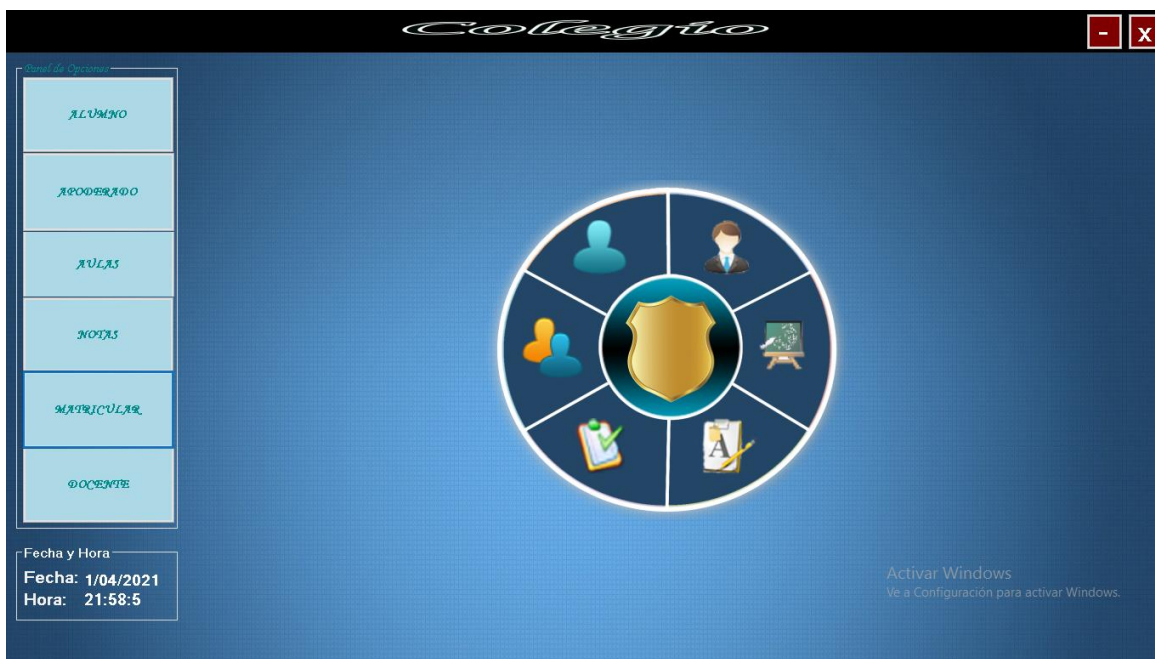 Colegio
- X
Panel de Opciones
ALUMNO
APODERADO
AULAS
NOTAS
MATRICULAR
DOCENTE
Fecha y Hora
Fecha: 1/04/2021
Hora: 21:58:5
A
Activar Windows
Ve a Configuración para activar Windows.